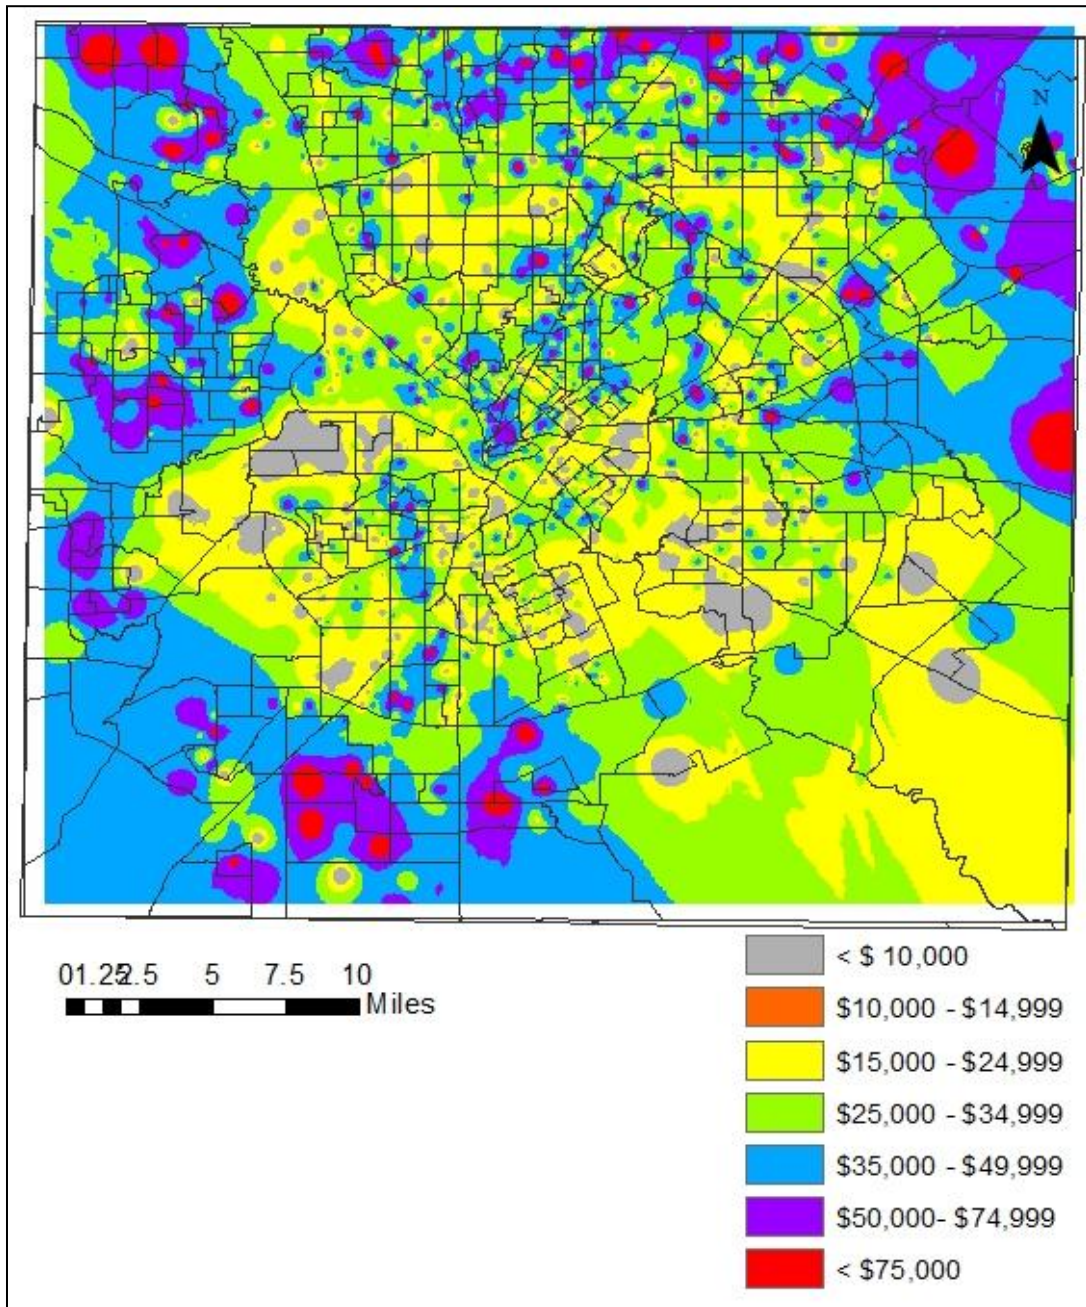 N
01.252.5 5 7.5 10
Miles
< $ 10,000
$10,000 - $14,999
$15,000 - $24,999
$25,000 - $34,999
$35,000 - $49,999
$50,000- $74,999
< $75,000